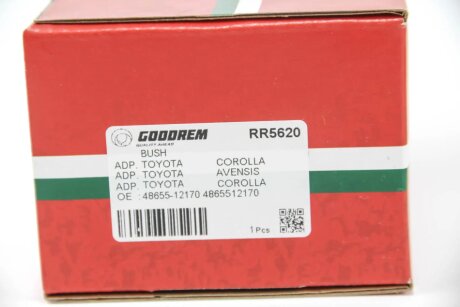 GOODREM RR5620
QUALITY AHEAD
BUSH
ADP. TOYOTA COROLLA
ADP. TOYOTA AVENSIS
ADP. TOYOTA COROLLA
OE :48655-12170 4865512170
1 Pcs